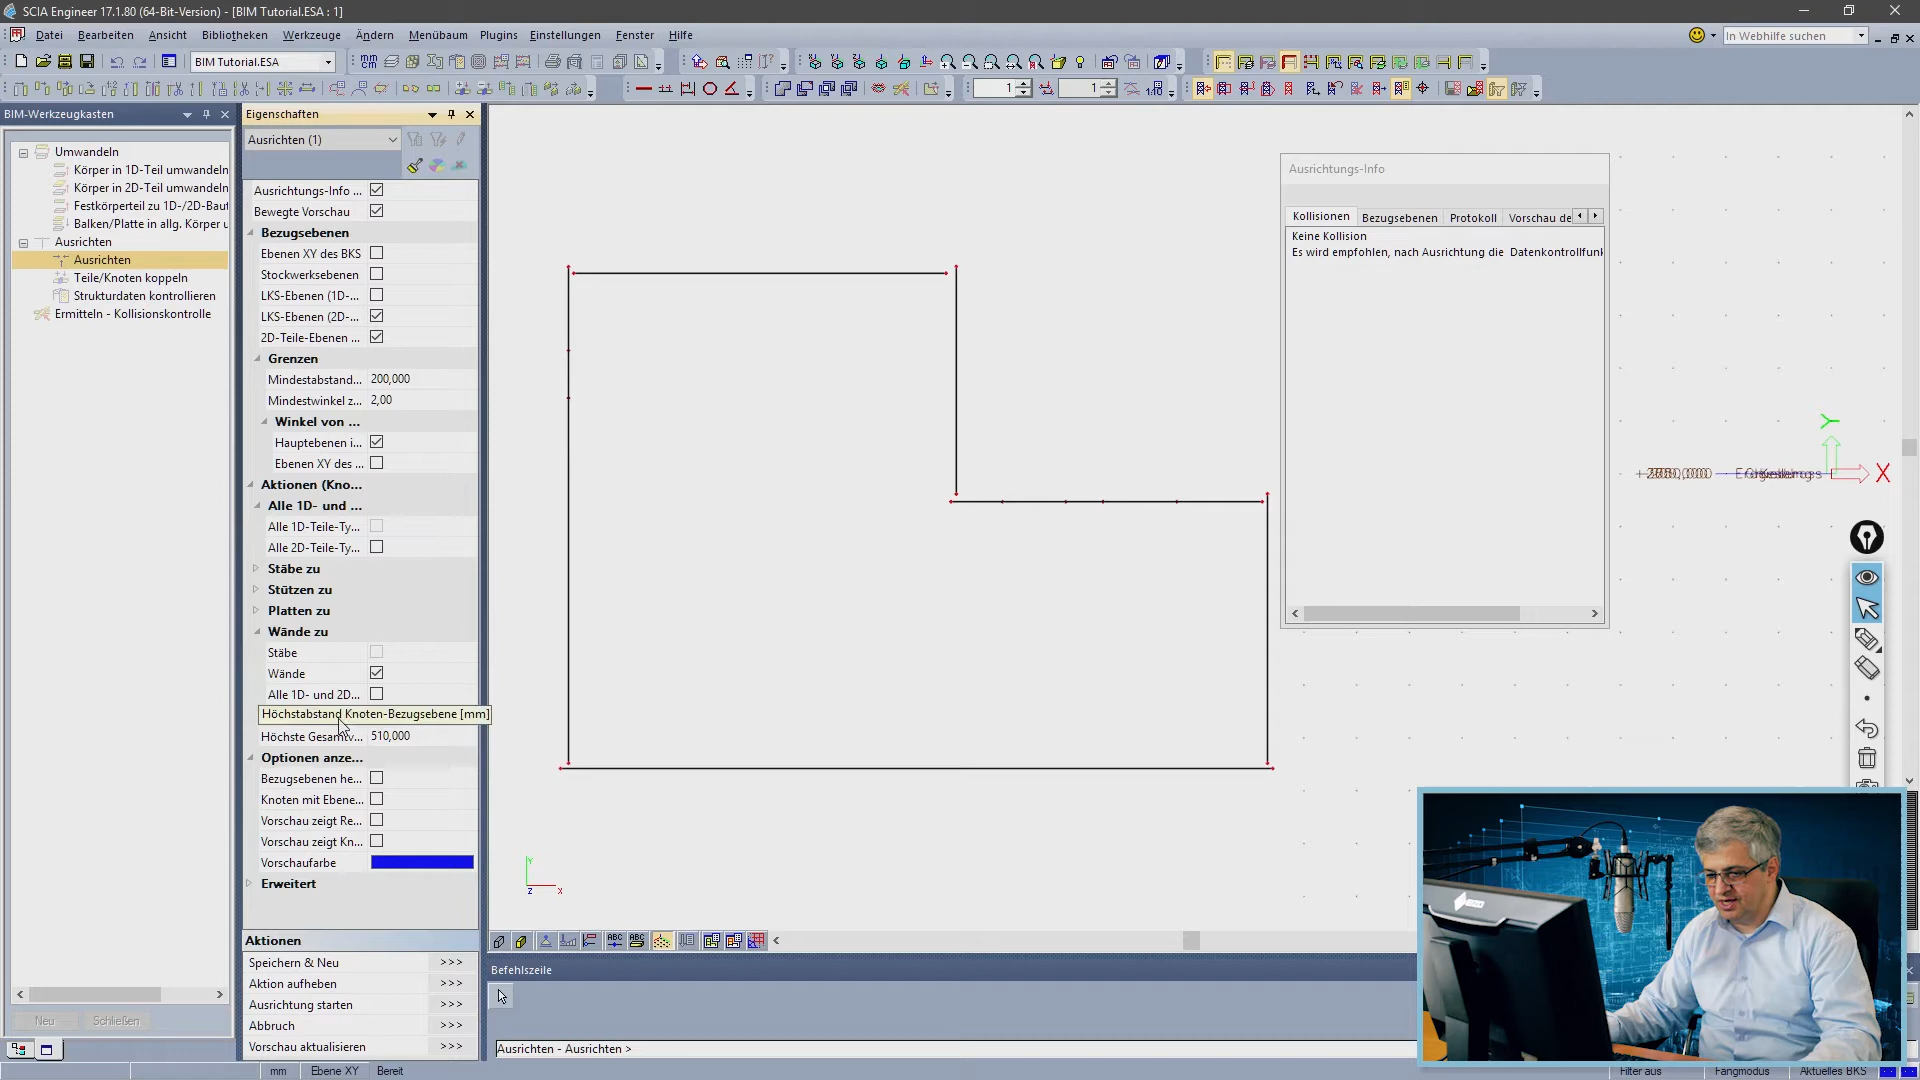 SCIA Engineer 17.1.80 (64-Bit-Version) - [BIM Tutorial.ESA : 1]
Datei Bearbeiten Ansicht Bibliotheken Werkzeuge Ändern Menübaum Plugins Einstellungen Fenster Hilfe
In Webhilfe suchen
BIM Tutorial.ESA
1 1
BIM-Werkzeugkasten
Umwandeln
Körper in 1D-Teil umwandeln
Körper in 2D-Teil umwandeln
Festkörperteil zu 1D-/2D-Baut
Balken/Platte in allg. Körper u
Ausrichten
Ausrichten
Teile/Knoten koppeln
Strukturdaten kontrollieren
Ermitteln - Kollisionskontrolle
Neu Schließen
Eigenschaften
Ausrichten (1)
Ausrichtungs-Info ...
Bewegte Vorschau
Bezugsebenen
Ebenen XY des BKS
Stockwerksebenen
LKS-Ebenen (1D-...
LKS-Ebenen (2D-...
2D-Teile-Ebenen ...
Grenzen
Mindestabstand... 200,000
Mindestwinkel z... 2,00
Winkel von ...
Hauptebenen i...
Ebenen XY des ...
Aktionen (Kno...
Alle 1D- und ...
Alle 1D-Teile-Ty...
Alle 2D-Teile-Ty...
Stäbe zu
Stützen zu
Platten zu
Wände zu
Stäbe
Wände
Alle 1D- und 2D...
Höchstabstand Knoten-Bezugsebene [mm]
Höchste Gesamtv... 510,000
Optionen anze...
Bezugsebenen he...
Knoten mit Ebene...
Vorschau zeigt Re...
Vorschau zeigt Kn...
Vorschaufarbe
Erweitert
Aktionen
Speichern & Neu >>>
Aktion aufheben >>>
Ausrichtung starten >>>
Abbruch >>>
Vorschau aktualisieren >>>
Ausrichtungs-Info
Kollisionen Bezugsebenen Protokoll Vorschau de
Keine Kollision
Es wird empfohlen, nach Ausrichtung die Datenkontrollfunk
Y
X
Y
Z X
Befehlszeile
Ausrichten - Ausrichten >
mm Ebene XY Bereit Filter aus Fangmodus Aktuelles BKS